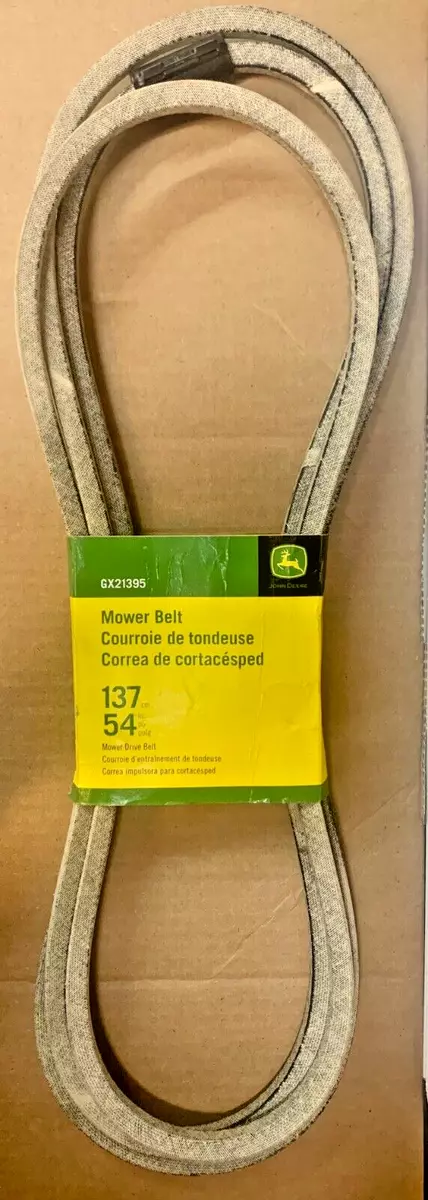 GX21395
JOHN DEERE
Mower Belt
Courroie de tondeuse
Correa de cortacésped
137 cm
54
Mower Drive Belt
Courroie d'entraînement de tondeuse
Correa impulsora para cortacésped